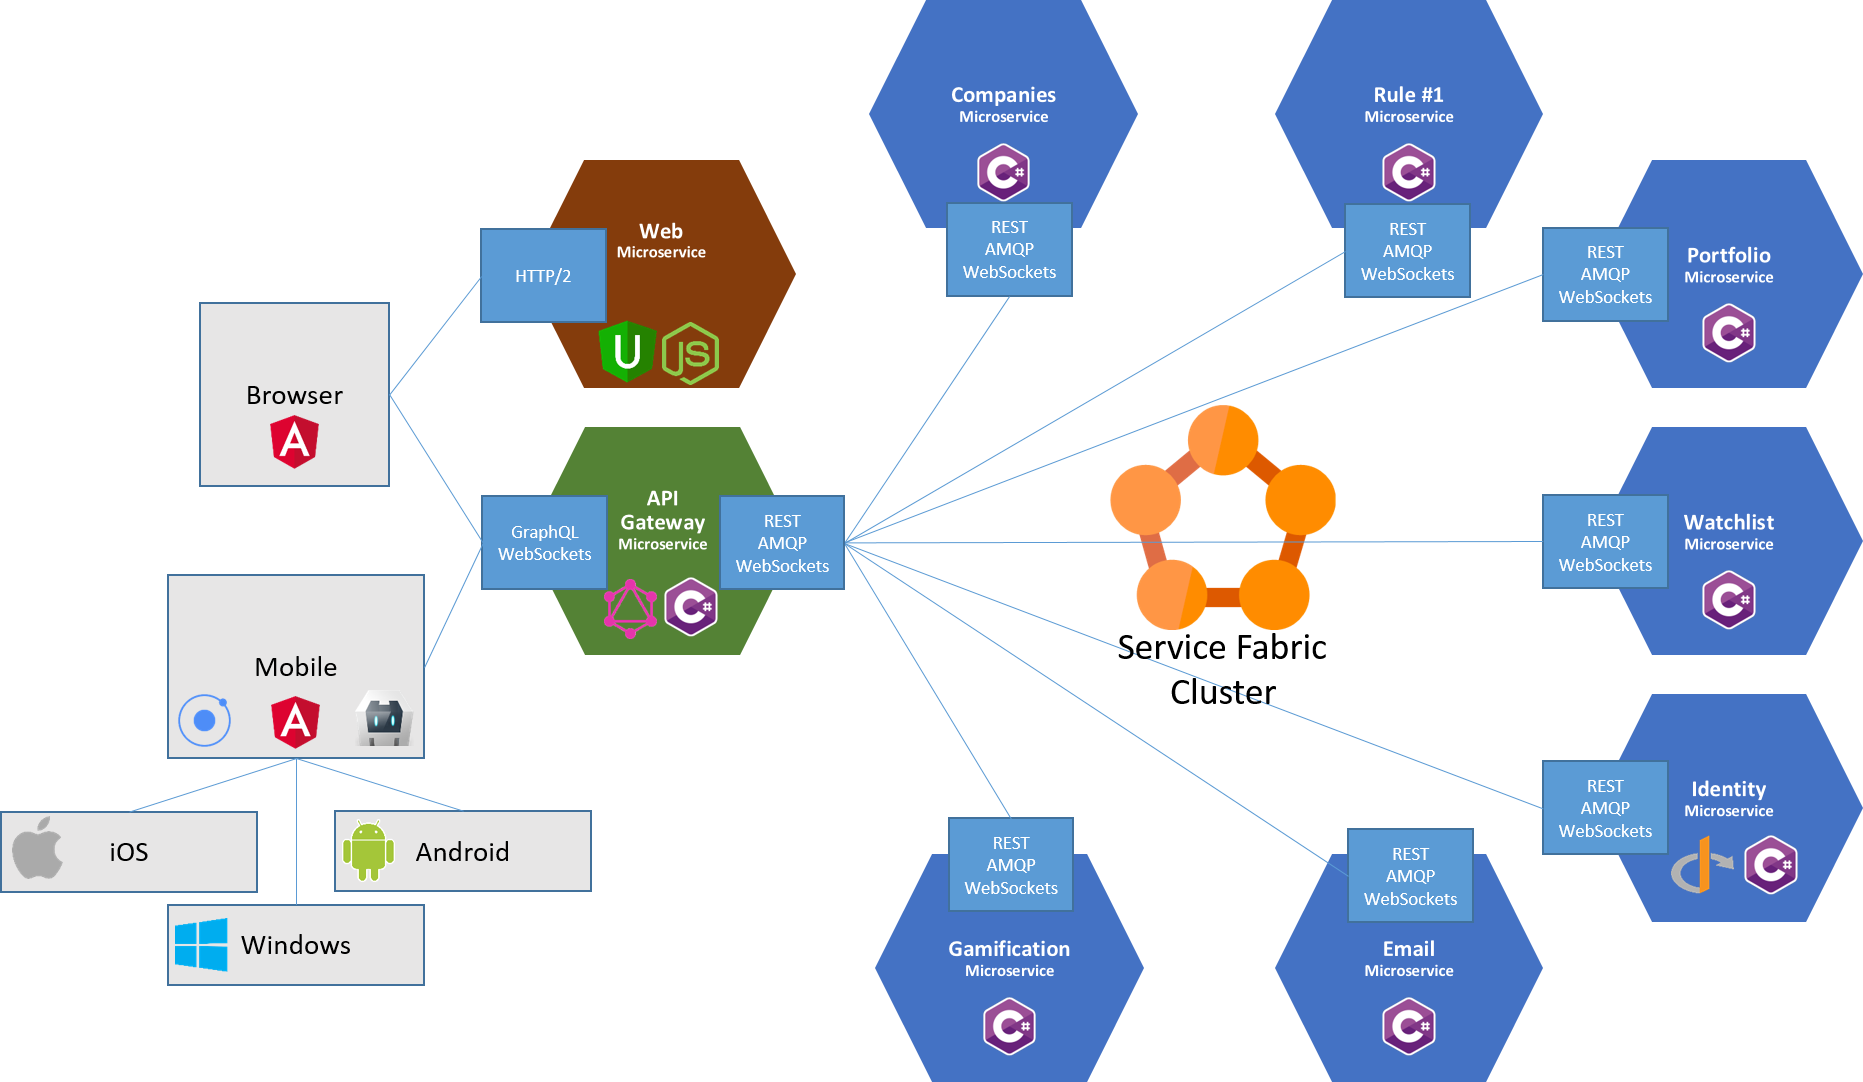 Companies
Microservice
C#
REST
AMQP
WebSockets
Rule #1
Microservice
C#
REST
AMQP
WebSockets
Web
Microservice
HTTP/2
U
JS
Portfolio
Microservice
REST
AMQP
WebSockets
C#
Browser
A
API
Gateway
Microservice
GraphQL
WebSockets
REST
AMQP
WebSockets
C#
Service Fabric
Cluster
Watchlist
Microservice
REST
AMQP
WebSockets
C#
Mobile
A
iOS
Android
Windows
Identity
Microservice
REST
AMQP
WebSockets
C#
REST
AMQP
WebSockets
Gamification
Microservice
C#
REST
AMQP
WebSockets
Email
Microservice
C#